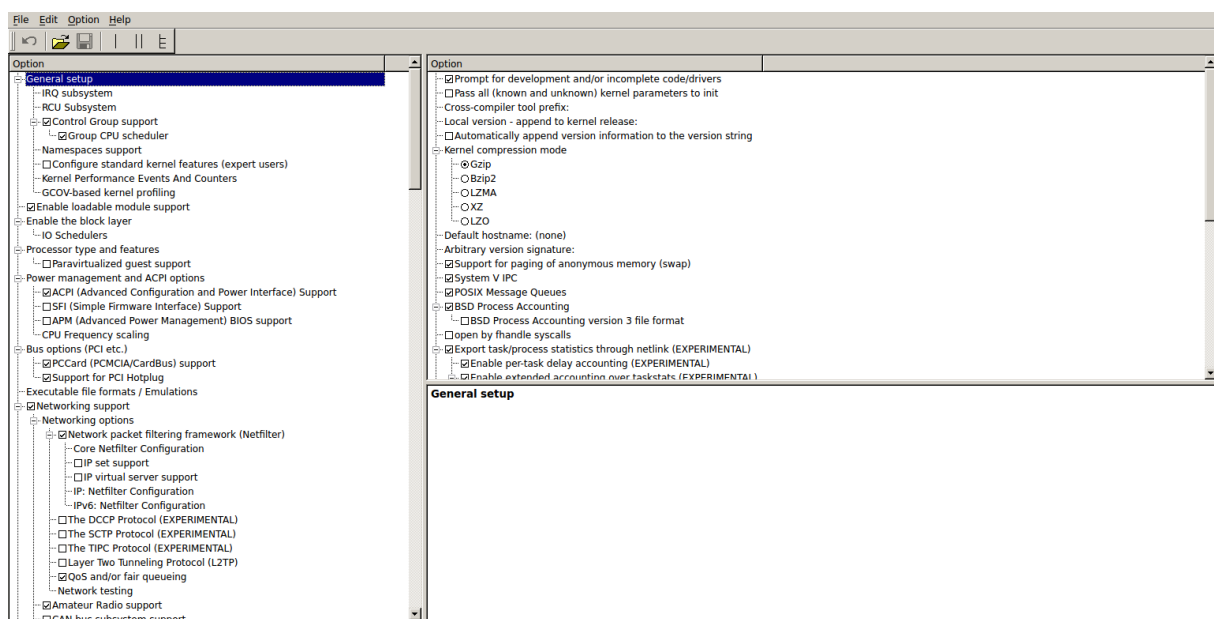 File Edit Option Help
Option
General setup
IRQ subsystem
RCU Subsystem
Control Group support
Group CPU scheduler
Namespaces support
Configure standard kernel features (expert users)
Kernel Performance Events And Counters
GCOV-based kernel profiling
Enable loadable module support
Enable the block layer
IO Schedulers
Processor type and features
Paravirtualized guest support
Power management and ACPI options
ACPI (Advanced Configuration and Power Interface) Support
SFI (Simple Firmware Interface) Support
APM (Advanced Power Management) BIOS support
CPU Frequency scaling
Bus options (PCI etc.)
PCCard (PCMCIA/CardBus) support
Support for PCI Hotplug
Executable file formats / Emulations
Networking support
Networking options
Network packet filtering framework (Netfilter)
Core Netfilter Configuration
IP set support
IP virtual server support
IP: Netfilter Configuration
IPv6: Netfilter Configuration
The DCCP Protocol (EXPERIMENTAL)
The SCTP Protocol (EXPERIMENTAL)
The TIPC Protocol (EXPERIMENTAL)
Layer Two Tunneling Protocol (L2TP)
QoS and/or fair queueing
Network testing
Amateur Radio support
CAN bus subsystem support
Option
Prompt for development and/or incomplete code/drivers
Pass all (known and unknown) kernel parameters to init
Cross-compiler tool prefix:
Local version - append to kernel release:
Automatically append version information to the version string
Kernel compression mode
Gzip
Bzip2
LZMA
XZ
LZO
Default hostname: (none)
Arbitrary version signature:
Support for paging of anonymous memory (swap)
System V IPC
POSIX Message Queues
BSD Process Accounting
BSD Process Accounting version 3 file format
open by fhandle syscalls
Export task/process statistics through netlink (EXPERIMENTAL)
Enable per-task delay accounting (EXPERIMENTAL)
Enable extended accounting over taskstats (EXPERIMENTAL)
General setup